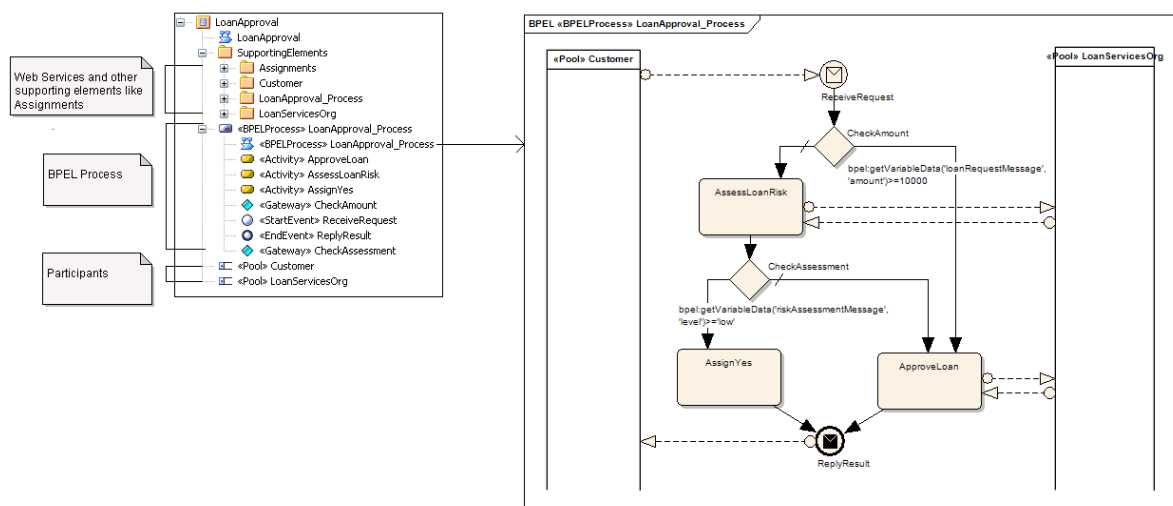 Web Services and other
supporting elements like
Assignments
BPEL Process
Participants
LoanApproval
LoanApproval
SupportingElements
Assignments
Customer
LoanApproval_Process
LoanServicesOrg
«BPELProcess» LoanApproval_Process
«BPELProcess» LoanApproval_Process
«Activity» ApproveLoan
«Activity» AssessLoanRisk
«Activity» AssignYes
«Gateway» CheckAmount
«StartEvent» ReceiveRequest
«EndEvent» ReplyResult
«Gateway» CheckAssessment
«Pool» Customer
«Pool» LoanServicesOrg
BPEL «BPELProcess» LoanApproval_Process
«Pool» Customer
«Pool» LoanServicesOrg
ReceiveRequest
CheckAmount
bpel:getVariableData('loanRequestMessage',
'amount')>=10000
AssessLoanRisk
CheckAssessment
bpel:getVariableData('riskAssessmentMessage',
'level')>='low'
AssignYes
ApproveLoan
ReplyResult